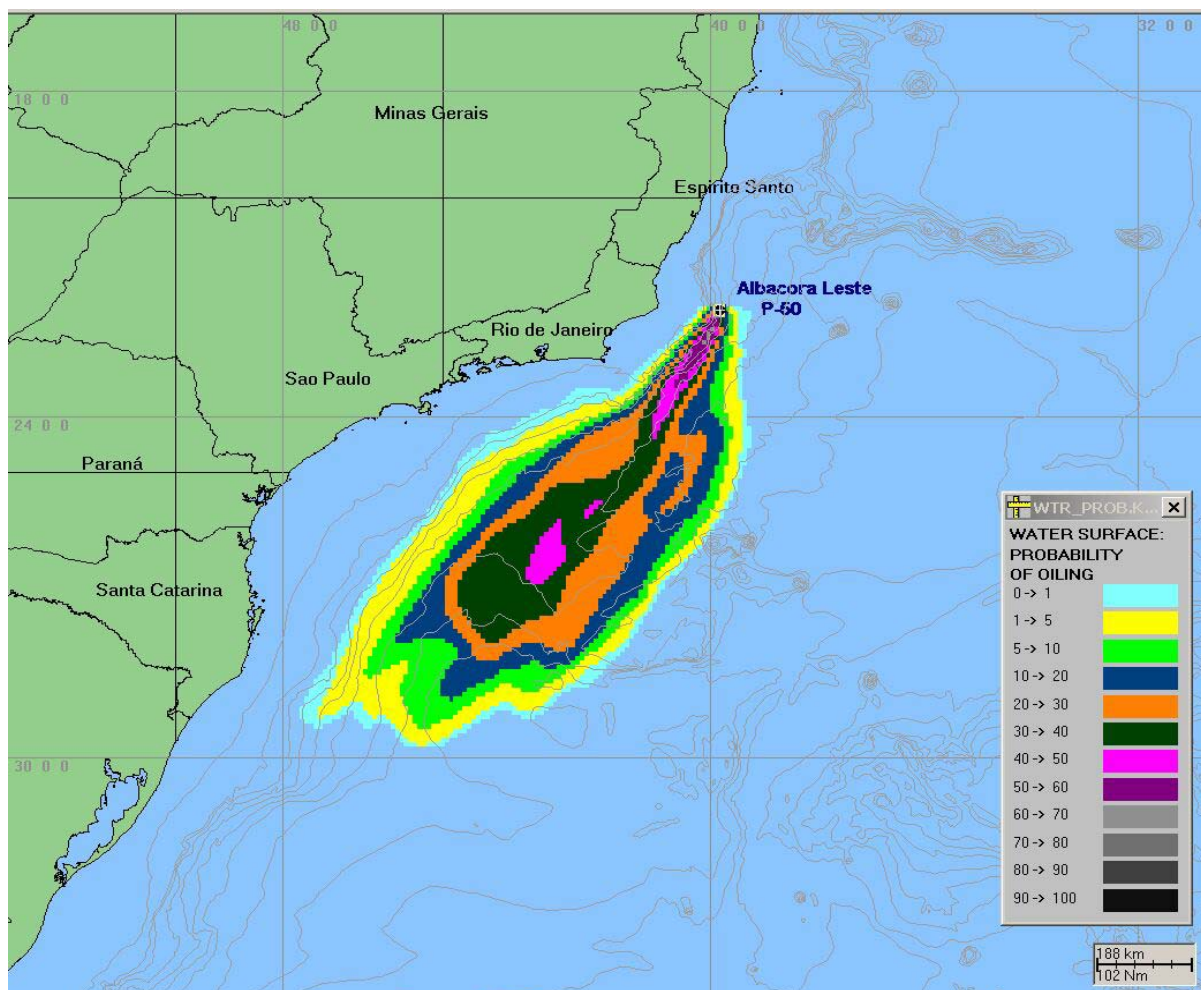 48 0 0
40 0 0
32 0 0
18 0 0
Minas Gerais
Espírito Santo
Albacora Leste
P-50
Rio de Janeiro
Sao Paulo
24 0 0
Paraná
Santa Catarina
30 0 0
WTR_PROB.K...
WATER SURFACE:
PROBABILITY
OF OILING
0 -> 1
1 -> 5
5 -> 10
10 -> 20
20 -> 30
30 -> 40
40 -> 50
50 -> 60
60 -> 70
70 -> 80
80 -> 90
90 -> 100
188 km
102 Nm